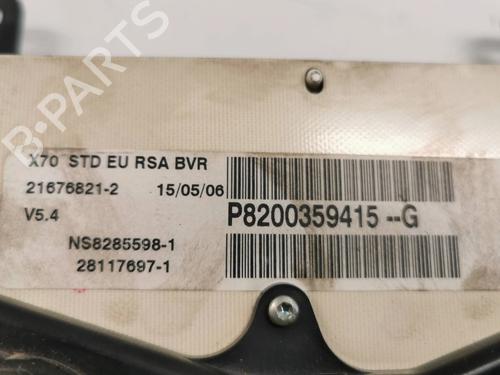 X70 STD EU RSA BVR
21676821-2 15/05/06
V5.4
P8200359415--G
NS8285598-1
28117697-1
B-PARTS